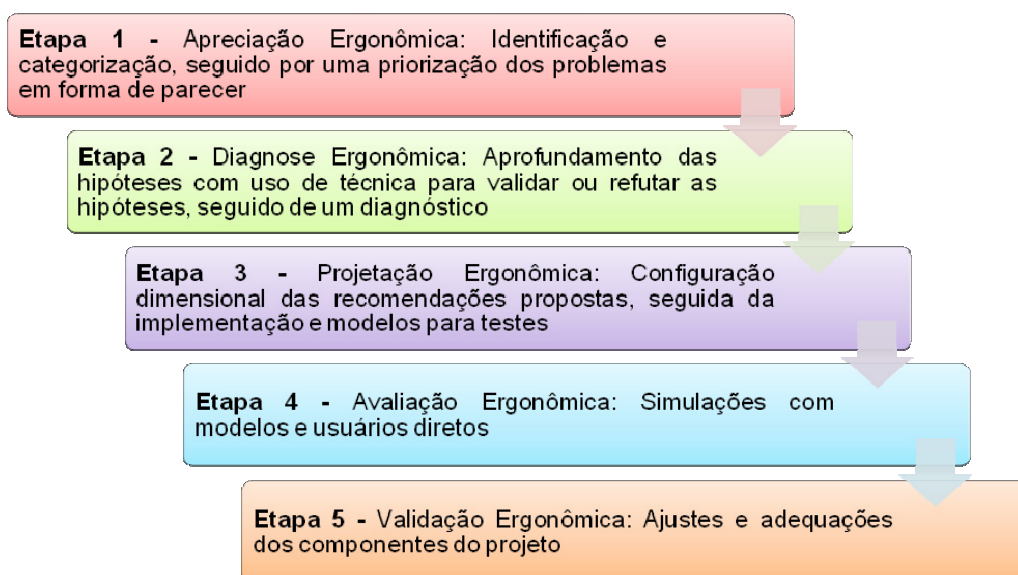 Etapa 1 - Apreciação Ergonômica: Identificação e
categorização, seguido por uma priorização dos problemas
em forma de parecer
Etapa 2 - Diagnose Ergonômica: Aprofundamento das
hipóteses com uso de técnica para validar ou refutar as
hipóteses, seguido de um diagnóstico
Etapa 3 - Projetação Ergonômica: Configuração
dimensional das recomendações propostas, seguida da
implementação e modelos para testes
Etapa 4 - Avaliação Ergonômica: Simulações com
modelos e usuários diretos
Etapa 5 - Validação Ergonômica: Ajustes e adequações
dos componentes do projeto